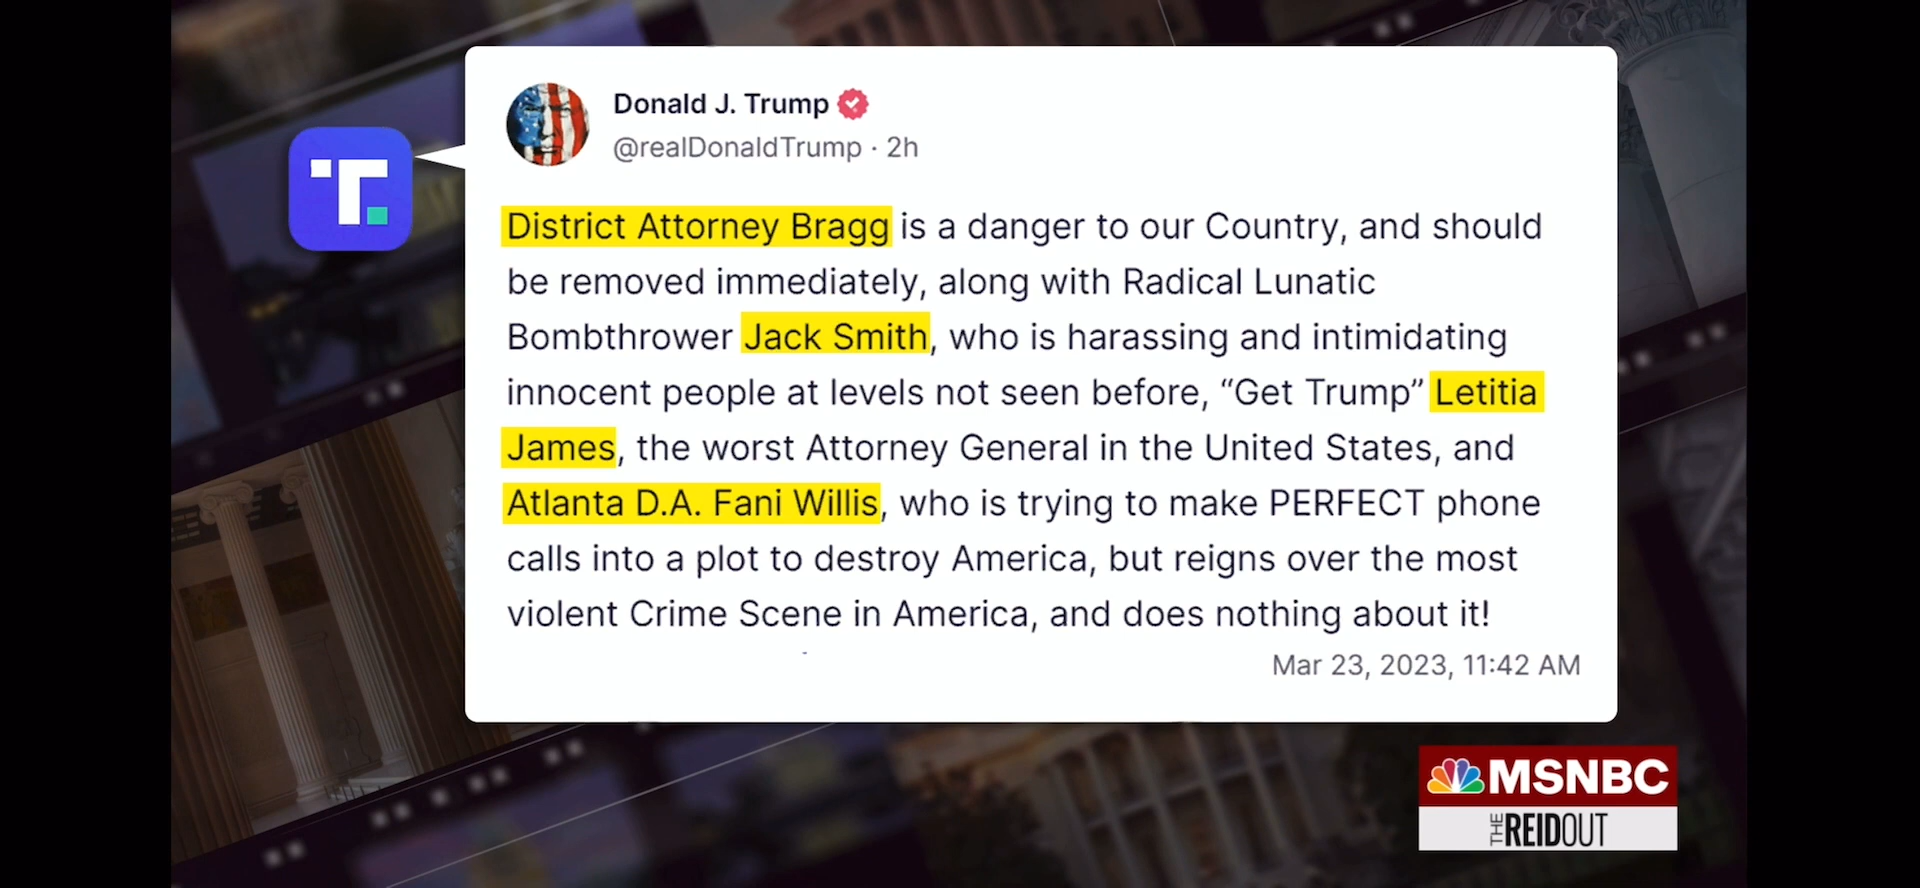 Donald J. Trump
@realDonaldTrump · 2h
District Attorney Bragg is a danger to our Country, and should
be removed immediately, along with Radical Lunatic
Bombthrower Jack Smith, who is harassing and intimidating
innocent people at levels not seen before, “Get Trump” Letitia
James, the worst Attorney General in the United States, and
Atlanta D.A. Fani Willis, who is trying to make PERFECT phone
calls into a plot to destroy America, but reigns over the most
violent Crime Scene in America, and does nothing about it!
Mar 23, 2023, 11:42 AM
MSNBC
THE REIDOUT